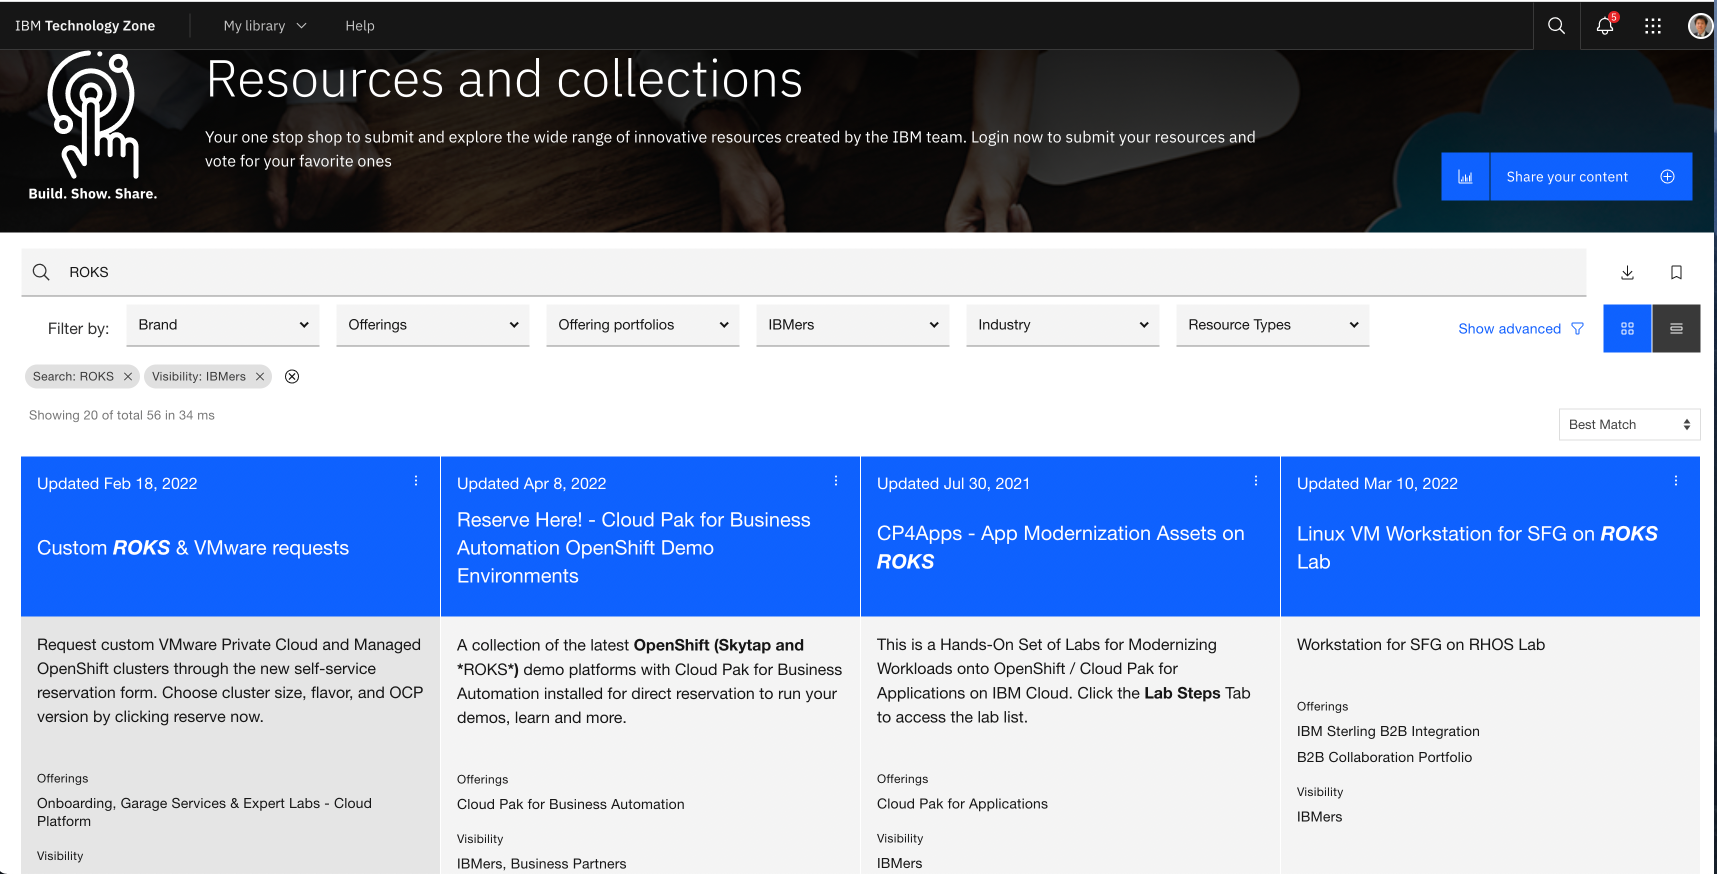 IBM Technology Zone
My library
Help
5
Resources and collections
Your one stop shop to submit and explore the wide range of innovative resources created by the IBM team. Login now to submit your resources and
vote for your favorite ones
Build. Show. Share.
Share your content
ROKS
Filter by:
Brand
Offerings
Offering portfolios
IBMers
Industry
Resource Types
Show advanced
Search: ROKS
Visibility: IBMers
Showing 20 of total 56 in 34 ms
Best Match
Updated Feb 18, 2022
Custom ROKS & VMware requests
Request custom VMware Private Cloud and Managed
OpenShift clusters through the new self-service
reservation form. Choose cluster size, flavor, and OCP
version by clicking reserve now.
Offerings
Onboarding, Garage Services & Expert Labs - Cloud
Platform
Visibility
Updated Apr 8, 2022
Reserve Here! - Cloud Pak for Business
Automation OpenShift Demo
Environments
A collection of the latest OpenShift (Skytap and
*ROKS*) demo platforms with Cloud Pak for Business
Automation installed for direct reservation to run your
demos, learn and more.
Offerings
Cloud Pak for Business Automation
Visibility
IBMers, Business Partners
Updated Jul 30, 2021
CP4Apps - App Modernization Assets on
ROKS
This is a Hands-On Set of Labs for Modernizing
Workloads onto OpenShift / Cloud Pak for
Applications on IBM Cloud. Click the Lab Steps Tab
to access the lab list.
Offerings
Cloud Pak for Applications
Visibility
IBMers
Updated Mar 10, 2022
Linux VM Workstation for SFG on ROKS
Lab
Workstation for SFG on RHOS Lab
Offerings
IBM Sterling B2B Integration
B2B Collaboration Portfolio
Visibility
IBMers